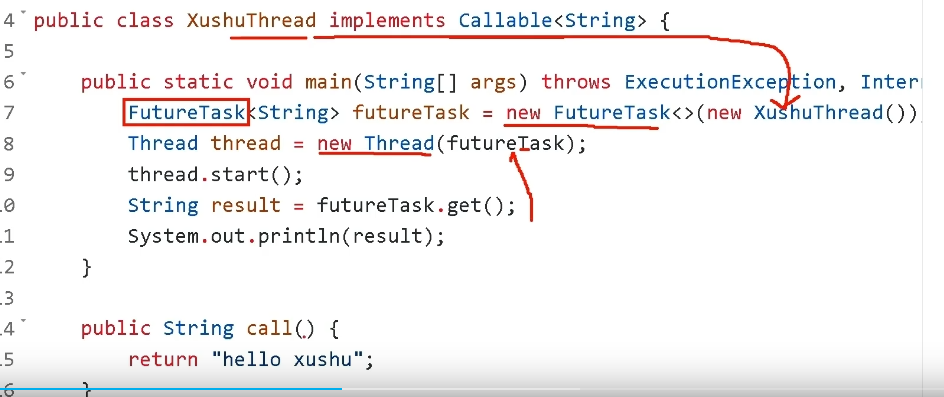 4 public class XushuThread implements Callable<String> {
5
6 public static void main(String[] args) throws ExecutionException,
7 FutureTask<String> futureTask = new FutureTask<>(new XushuThread())
8 Thread thread = new Thread(futureTask);
9 thread.start();
0 String result = futureTask.get();
1 System.out.println(result);
2 }
3
4 public String call() {
5 return "hello xushu";
6 }